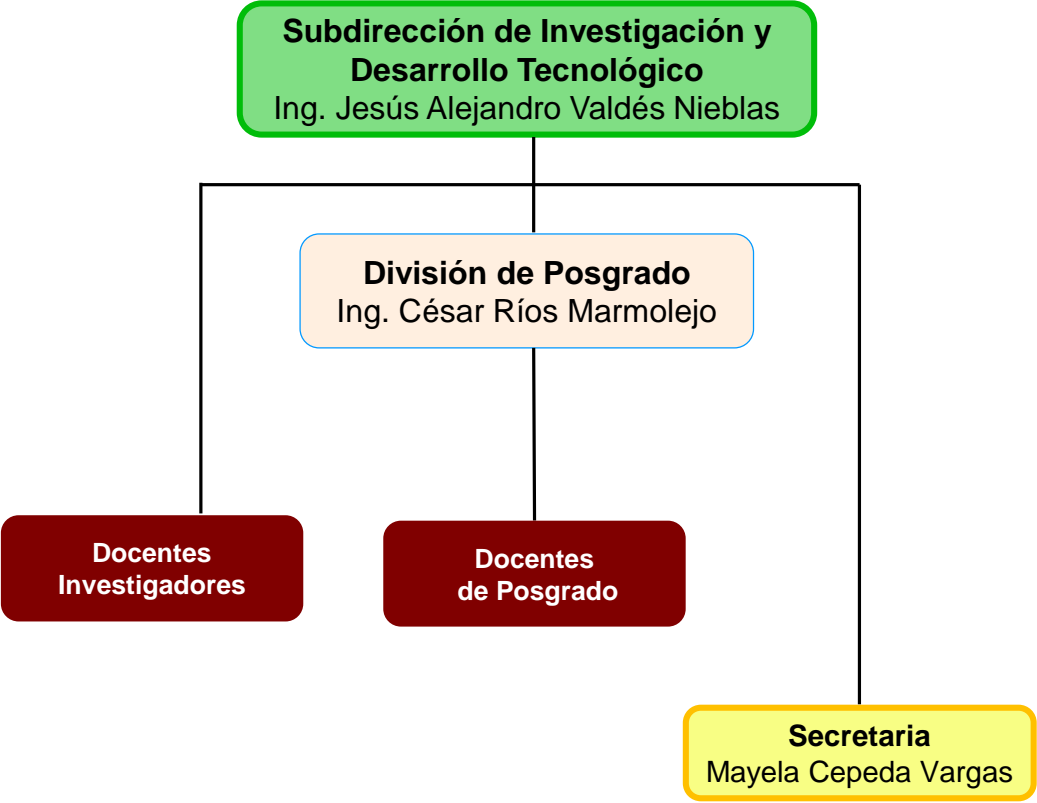 Subdirección de Investigación y
Desarrollo Tecnológico
Ing. Jesús Alejandro Valdés Nieblas
División de Posgrado
Ing. César Ríos Marmolejo
Docentes
Investigadores
Docentes
de Posgrado
Secretaria
Mayela Cepeda Vargas